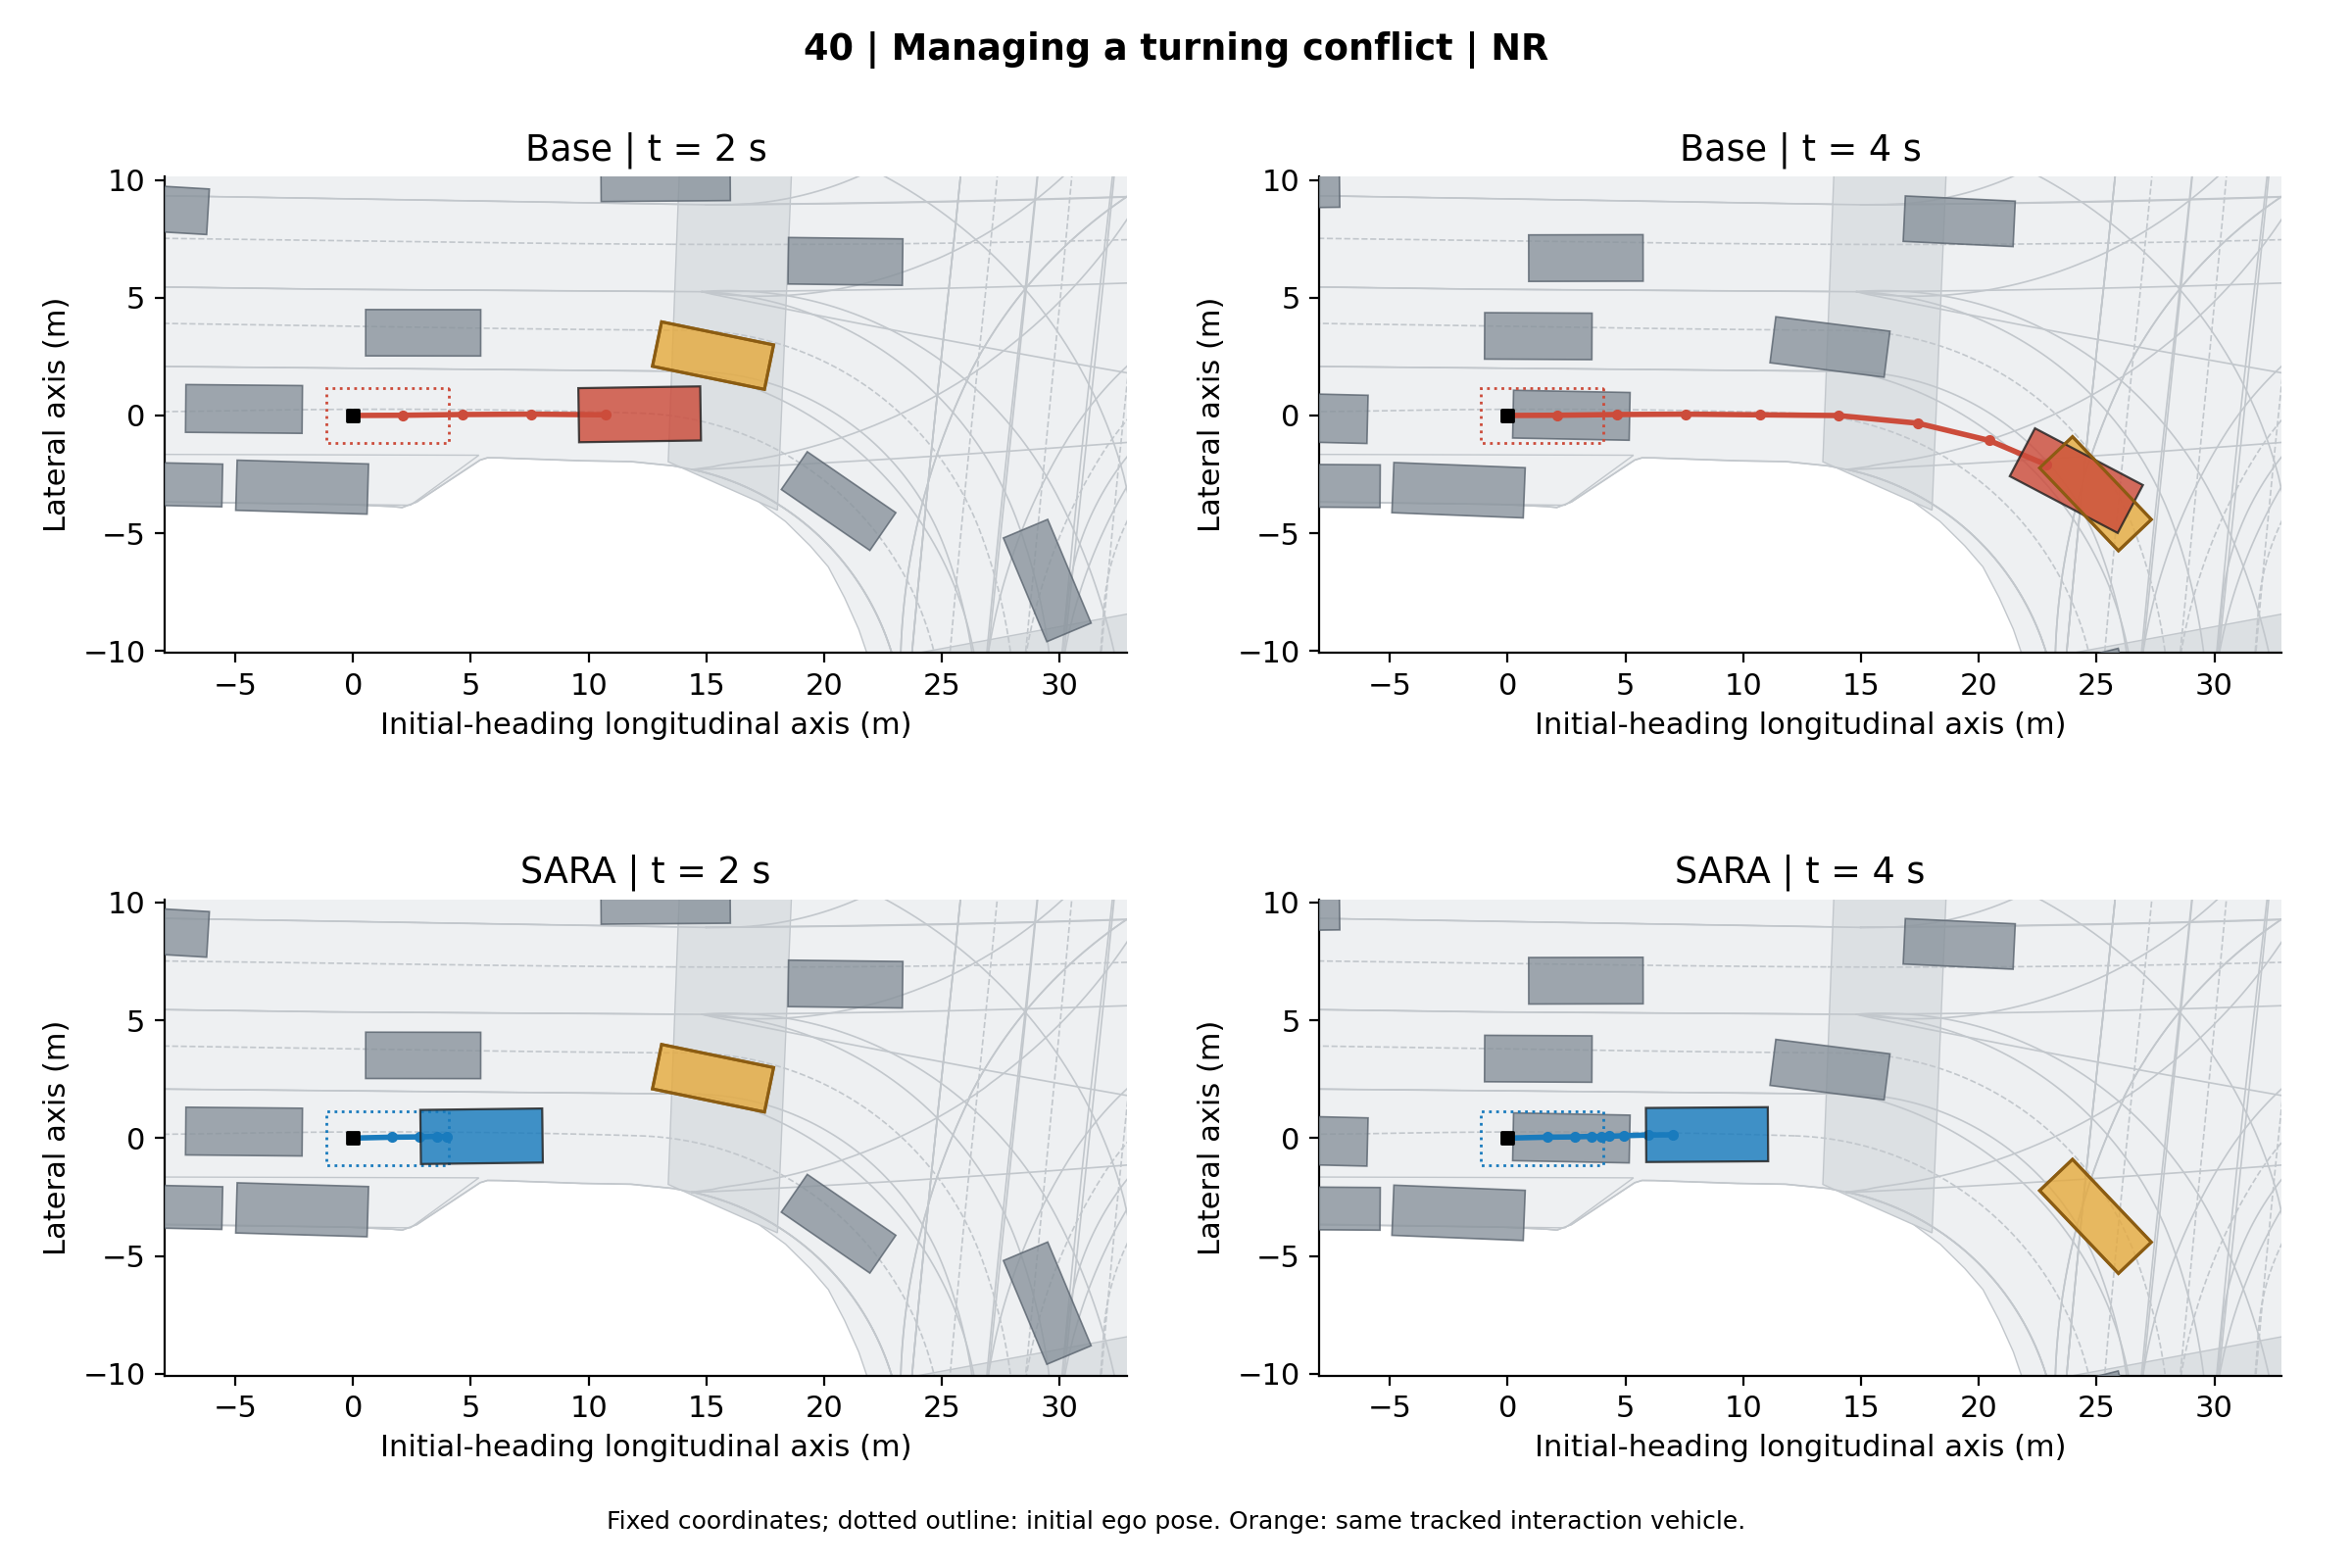 40 | Managing a turning conflict | NR
Base | t = 2 s
10
5
0
−5
−10
Lateral axis (m)
−5 0 5 10 15 20 25 30
Initial-heading longitudinal axis (m)
Base | t = 4 s
10
5
0
−5
−10
Lateral axis (m)
−5 0 5 10 15 20 25 30
Initial-heading longitudinal axis (m)
SARA | t = 2 s
10
5
0
−5
−10
Lateral axis (m)
−5 0 5 10 15 20 25 30
Initial-heading longitudinal axis (m)
SARA | t = 4 s
10
5
0
−5
−10
Lateral axis (m)
−5 0 5 10 15 20 25 30
Initial-heading longitudinal axis (m)
Fixed coordinates; dotted outline: initial ego pose. Orange: same tracked interaction vehicle.